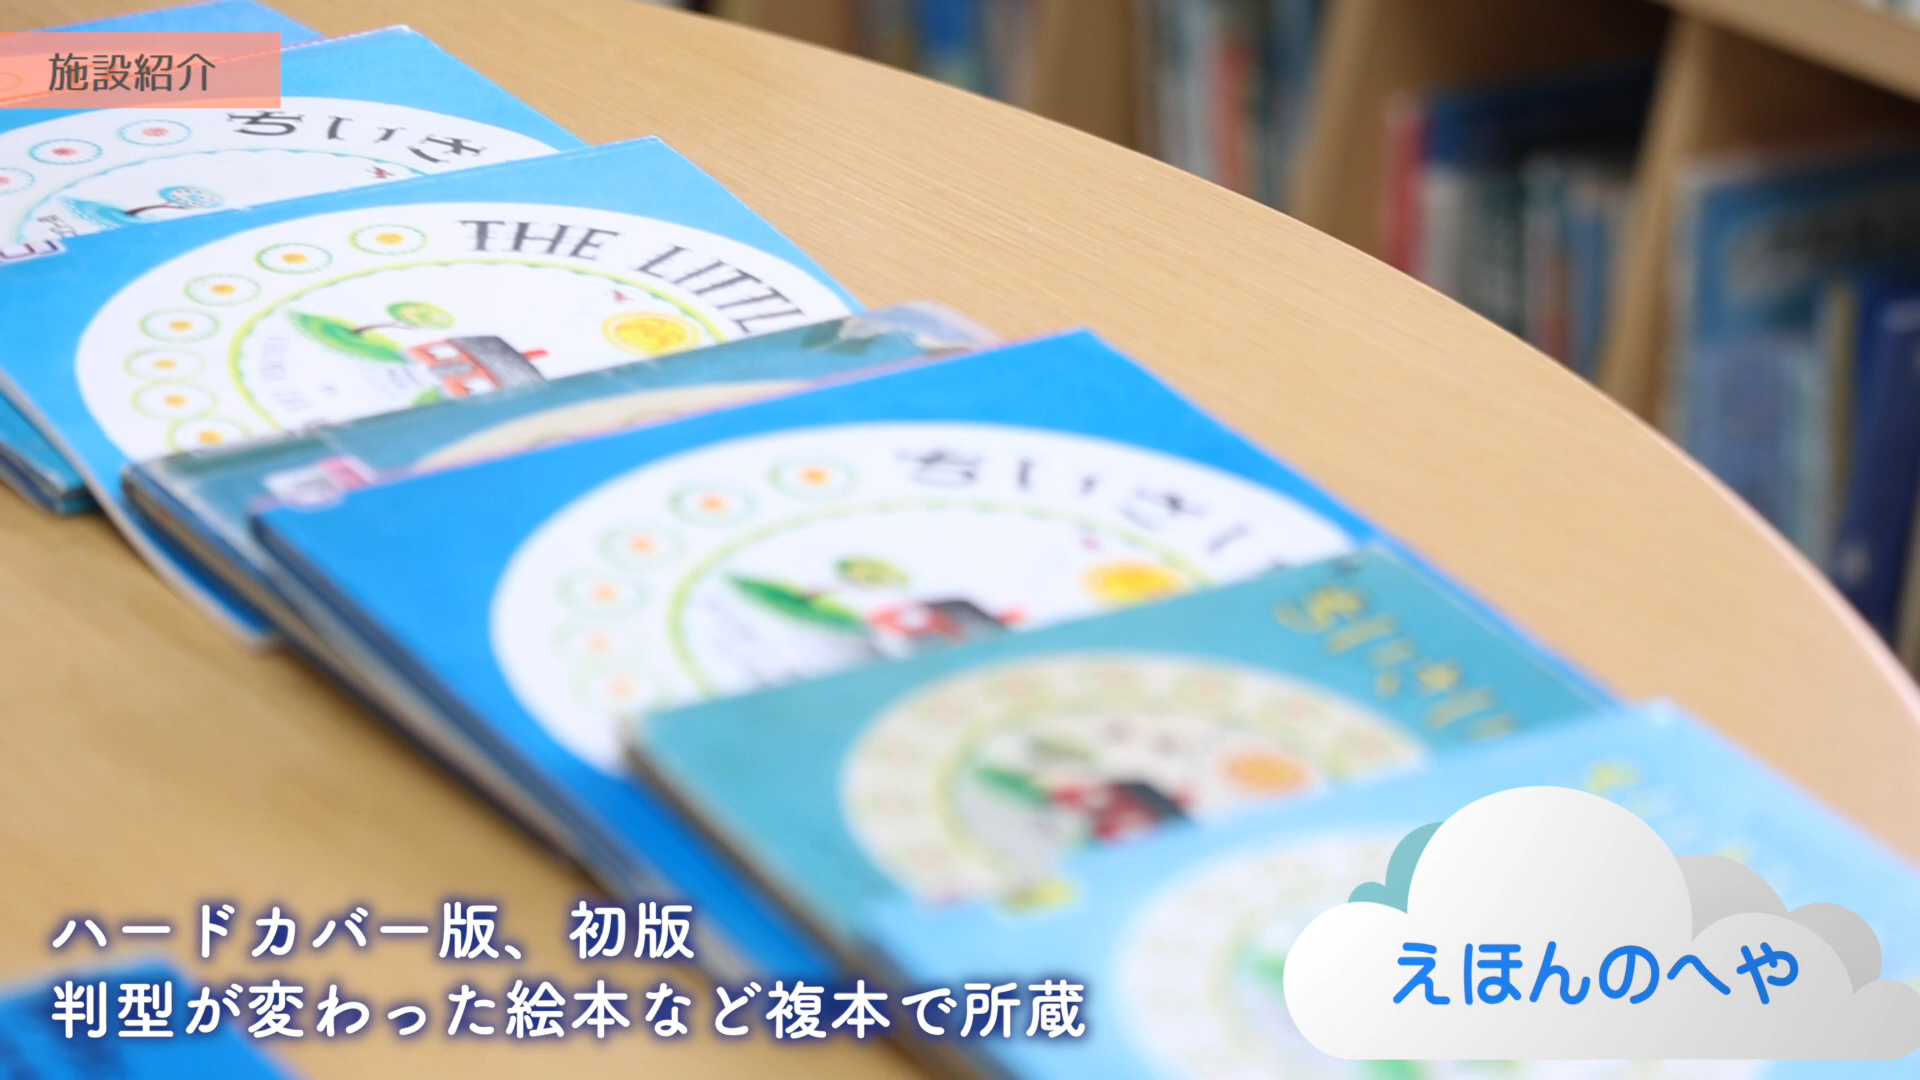 施設紹介
ちいさ
THE LITTL
ちいさい
ハードカバー版、初版
判型が変わった絵本など複本で所蔵
えほんのへや